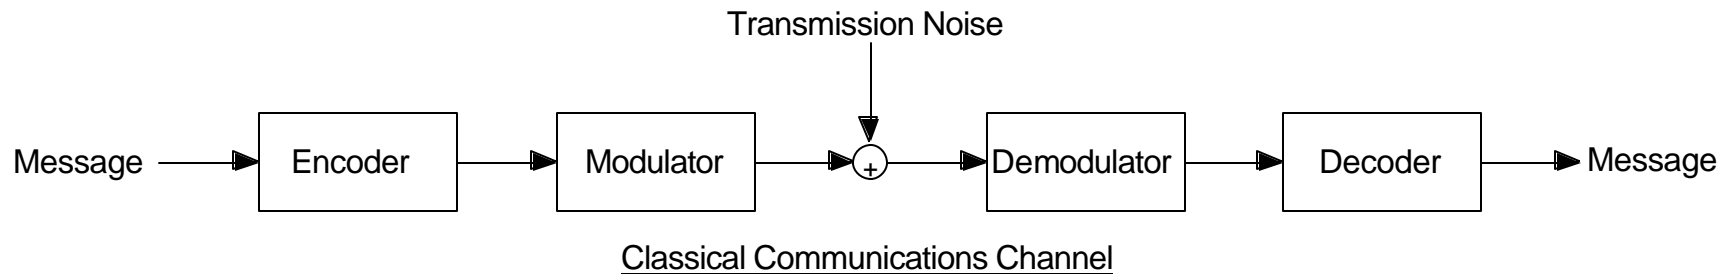 Transmission Noise
Message
Encoder
Modulator
+
Demodulator
Decoder
Message
Classical Communications Channel